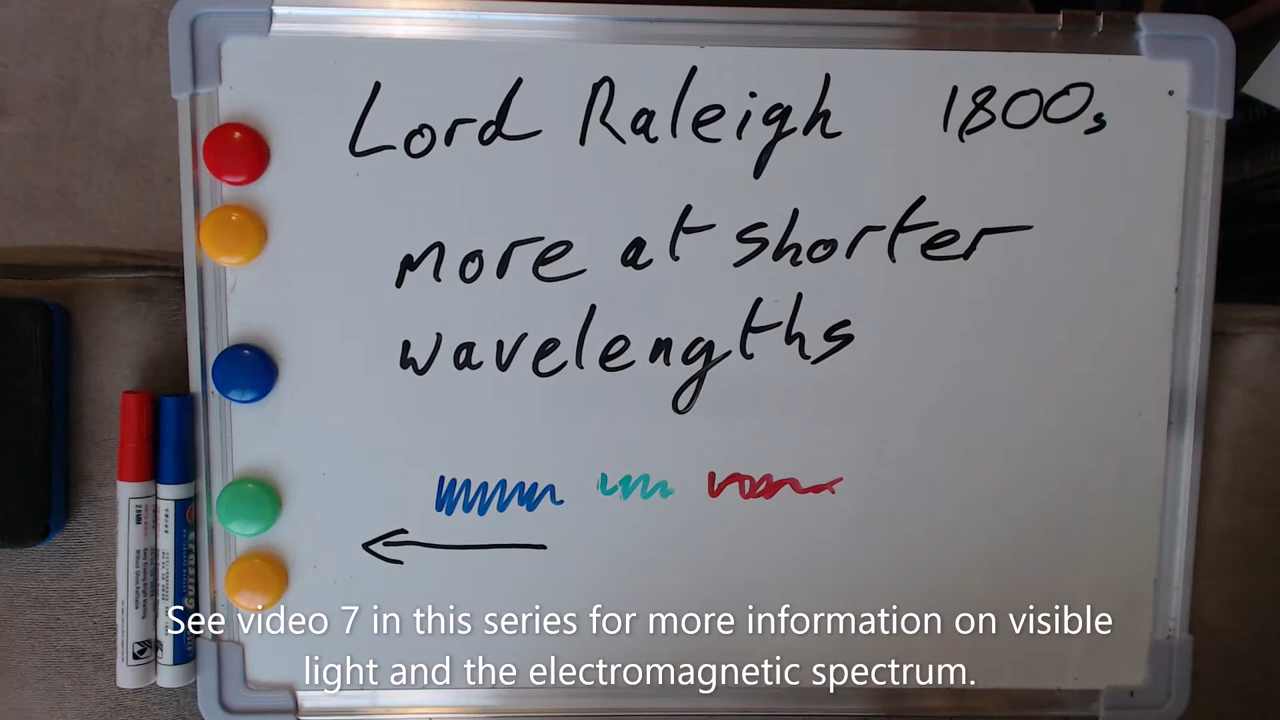 Lord Raleigh 1800s
more at shorter
wavelengths
See video 7 in this series for more information on visible
light and the electromagnetic spectrum.